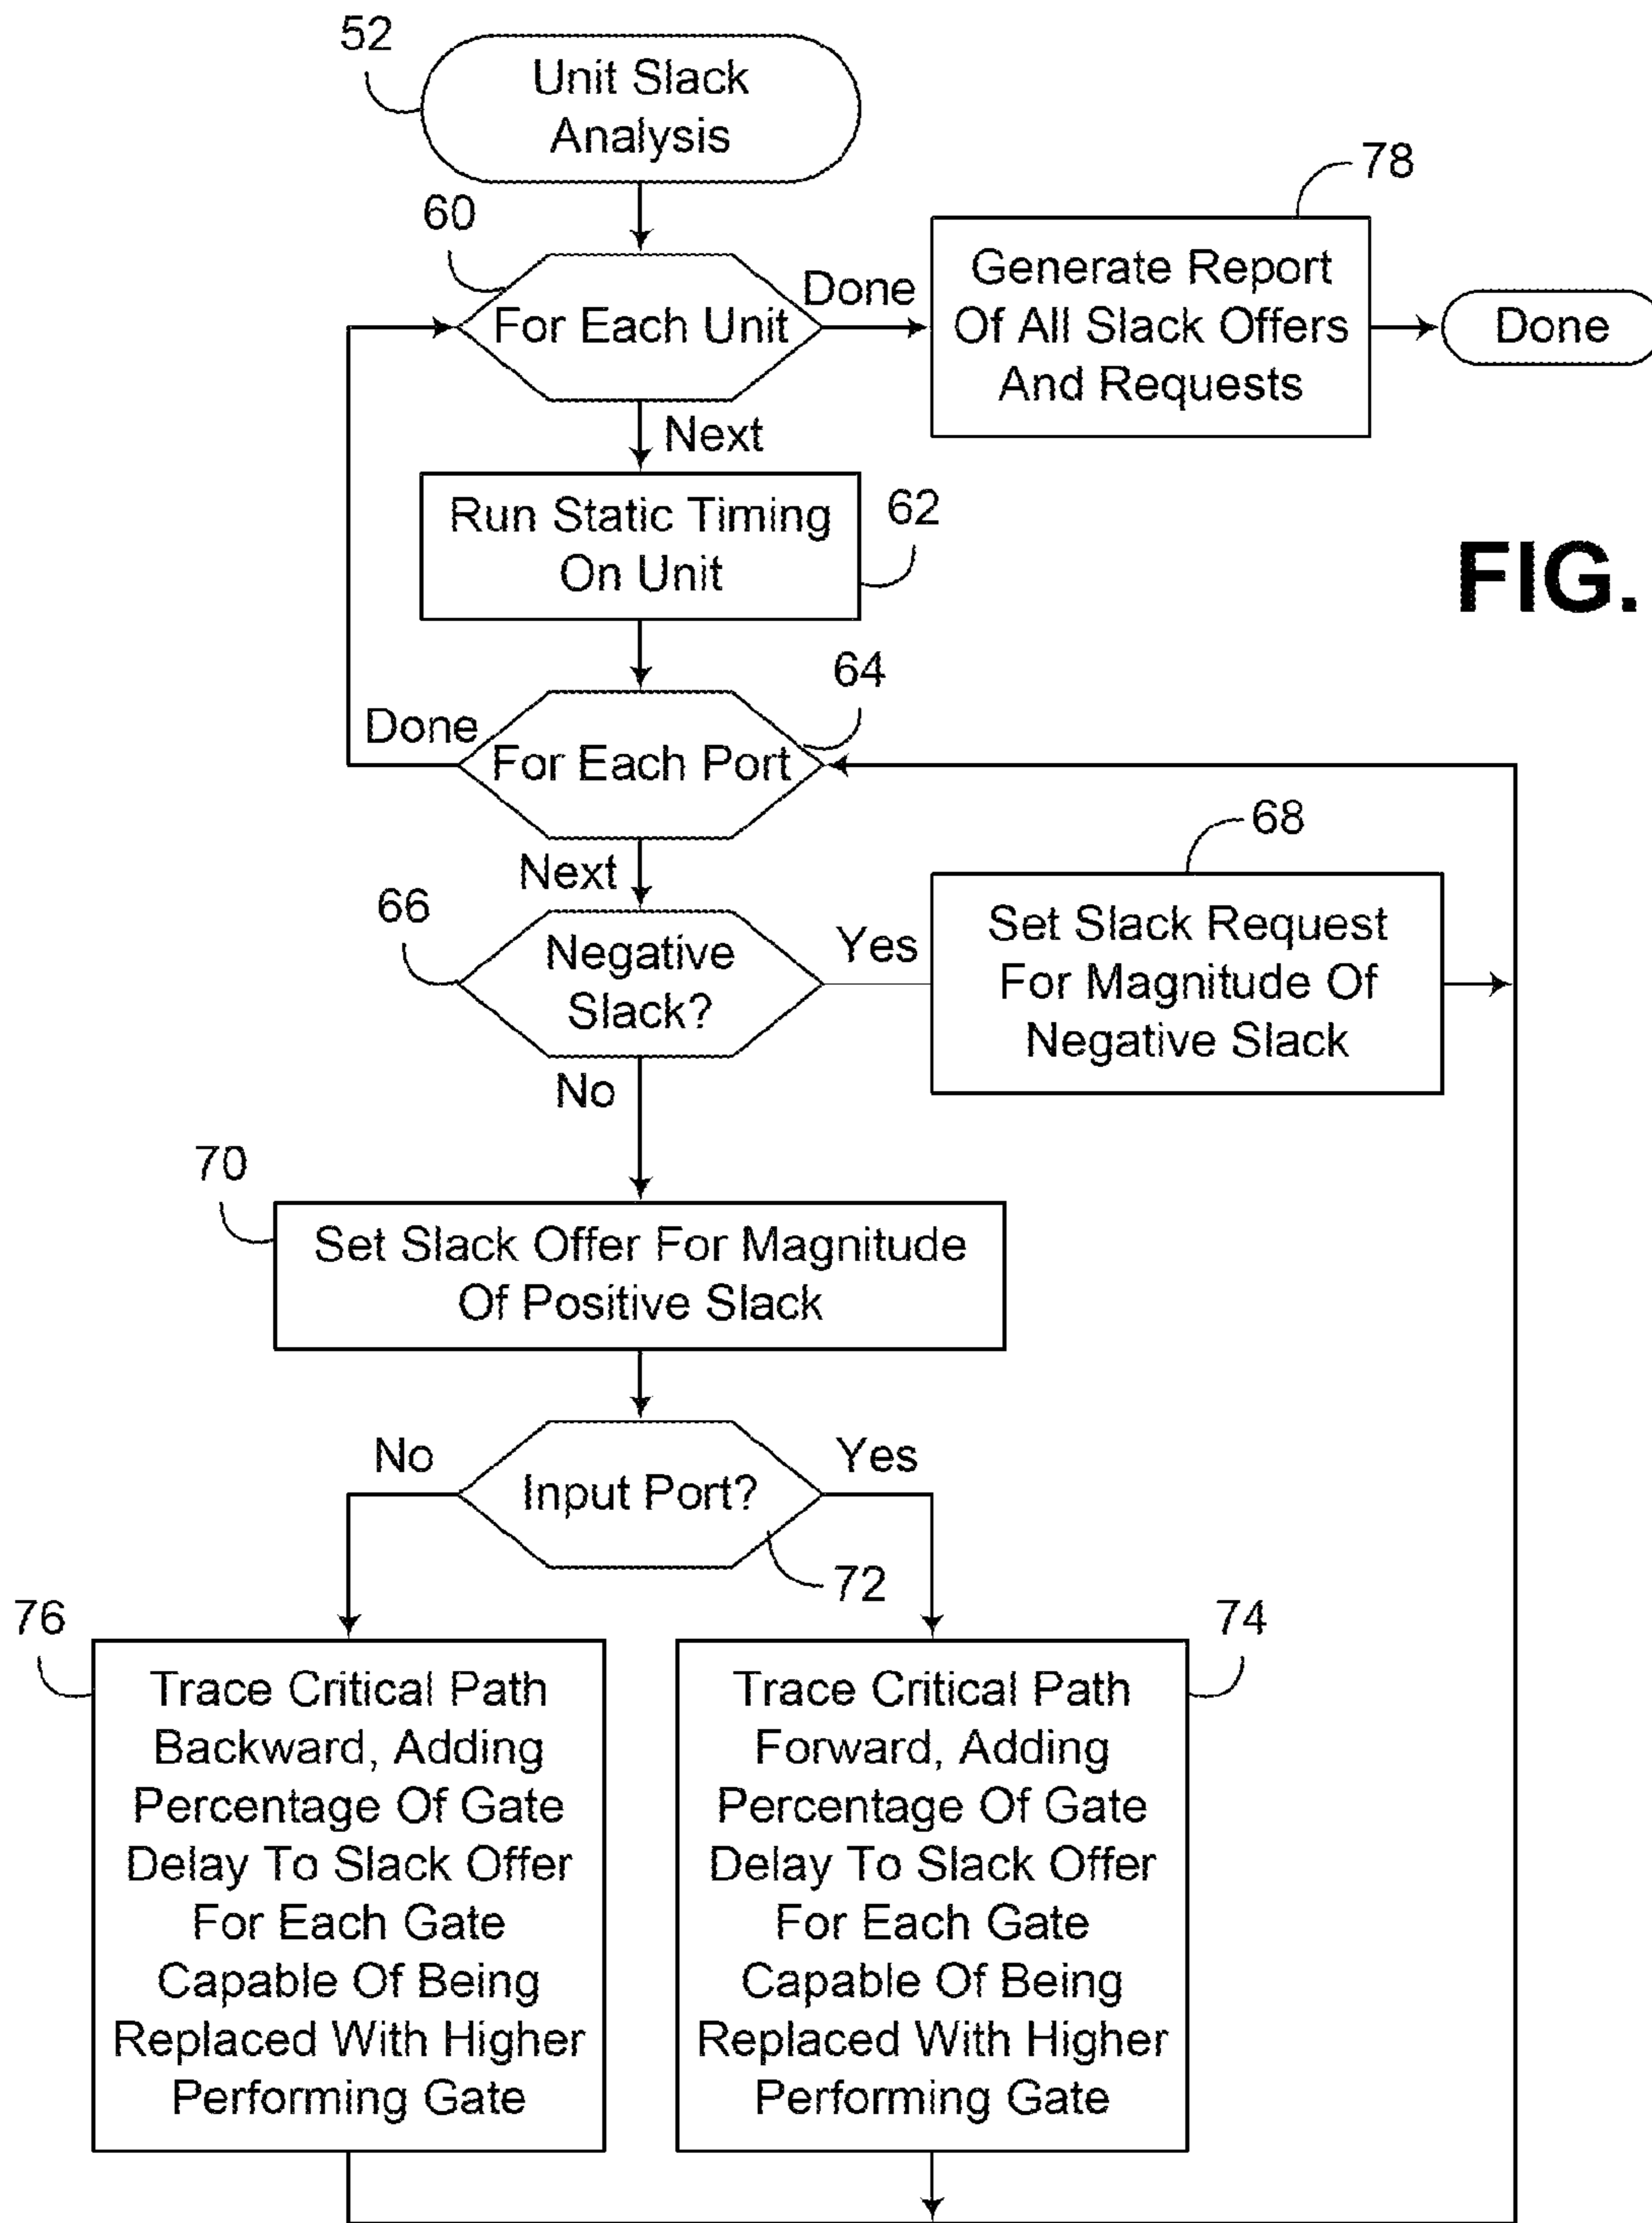 52
Unit Slack
Analysis
78
60
Generate Report
Of All Slack Offers
And Requests
Done
For Each Unit
Done
Next
Run Static Timing
On Unit
62
FIG.
64
Done
For Each Port
68
Next
66
Negative
Slack?
Yes
Set Slack Request
For Magnitude Of
Negative Slack
No
70
Set Slack Offer For Magnitude
Of Positive Slack
No
Yes
Input Port?
72
76
74
Trace Critical Path
Backward, Adding
Percentage Of Gate
Delay To Slack Offer
For Each Gate
Capable Of Being
Replaced With Higher
Performing Gate
Trace Critical Path
Forward, Adding
Percentage Of Gate
Delay To Slack Offer
For Each Gate
Capable Of Being
Replaced With Higher
Performing Gate